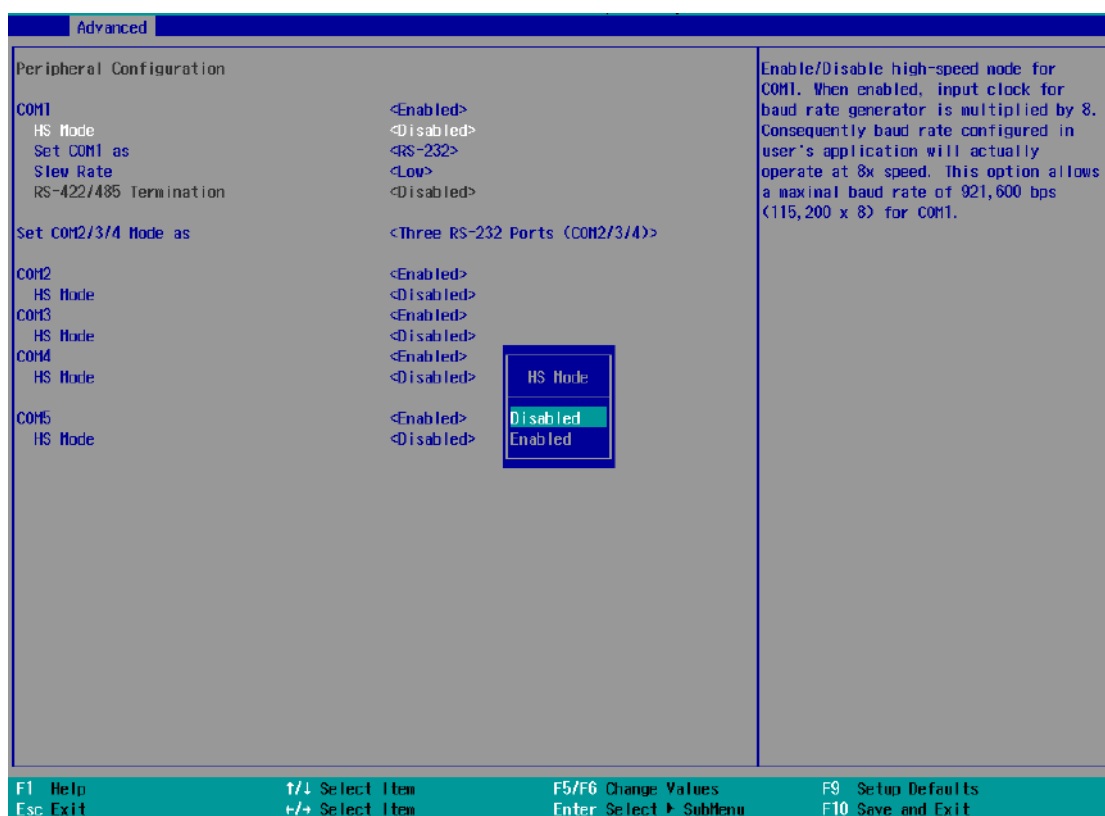 Advanced
Peripheral Configuration
COM1 <Enabled>
HS Mode <Disabled>
Set COM1 as <RS-232>
Slew Rate <Low>
RS-422/485 Termination <Disabled>
Set COM2/3/4 Mode as <Three RS-232 Ports (COM2/3/4)>
COM2 <Enabled>
HS Mode <Disabled>
COM3 <Enabled>
HS Mode <Disabled>
COM4 <Enabled>
HS Mode <Disabled>
COM5 <Enabled>
HS Mode <Disabled>
HS Mode
Disabled
Enabled
Enable/Disable high-speed mode for
COM1. When enabled, input clock for
baud rate generator is multiplied by 8.
Consequently baud rate configured in
user's application will actually
operate at 8x speed. This option allows
a maximal baud rate of 921,600 bps
(115,200 x 8) for COM1.
F1 Help ↑/↓ Select Item F5/F6 Change Values F9 Setup Defaults
Esc Exit ←/→ Select Item Enter Select ► SubMenu F10 Save and Exit